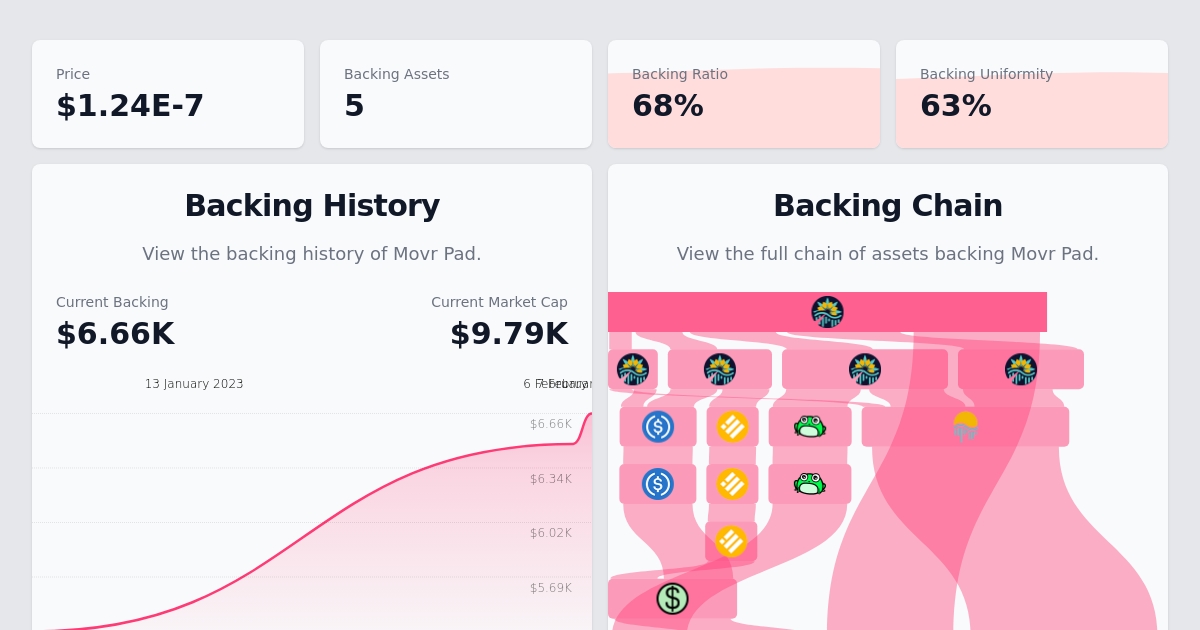 Price
$1.24E-7
Backing Assets
5
Backing Ratio
68%
Backing Uniformity
63%
Backing History
View the backing history of Movr Pad.
Current Backing
$6.66K
Current Market Cap
$9.79K
13 January 2023
6 February
$6.66K
$6.34K
$6.02K
$5.69K
Backing Chain
View the full chain of assets backing Movr Pad.